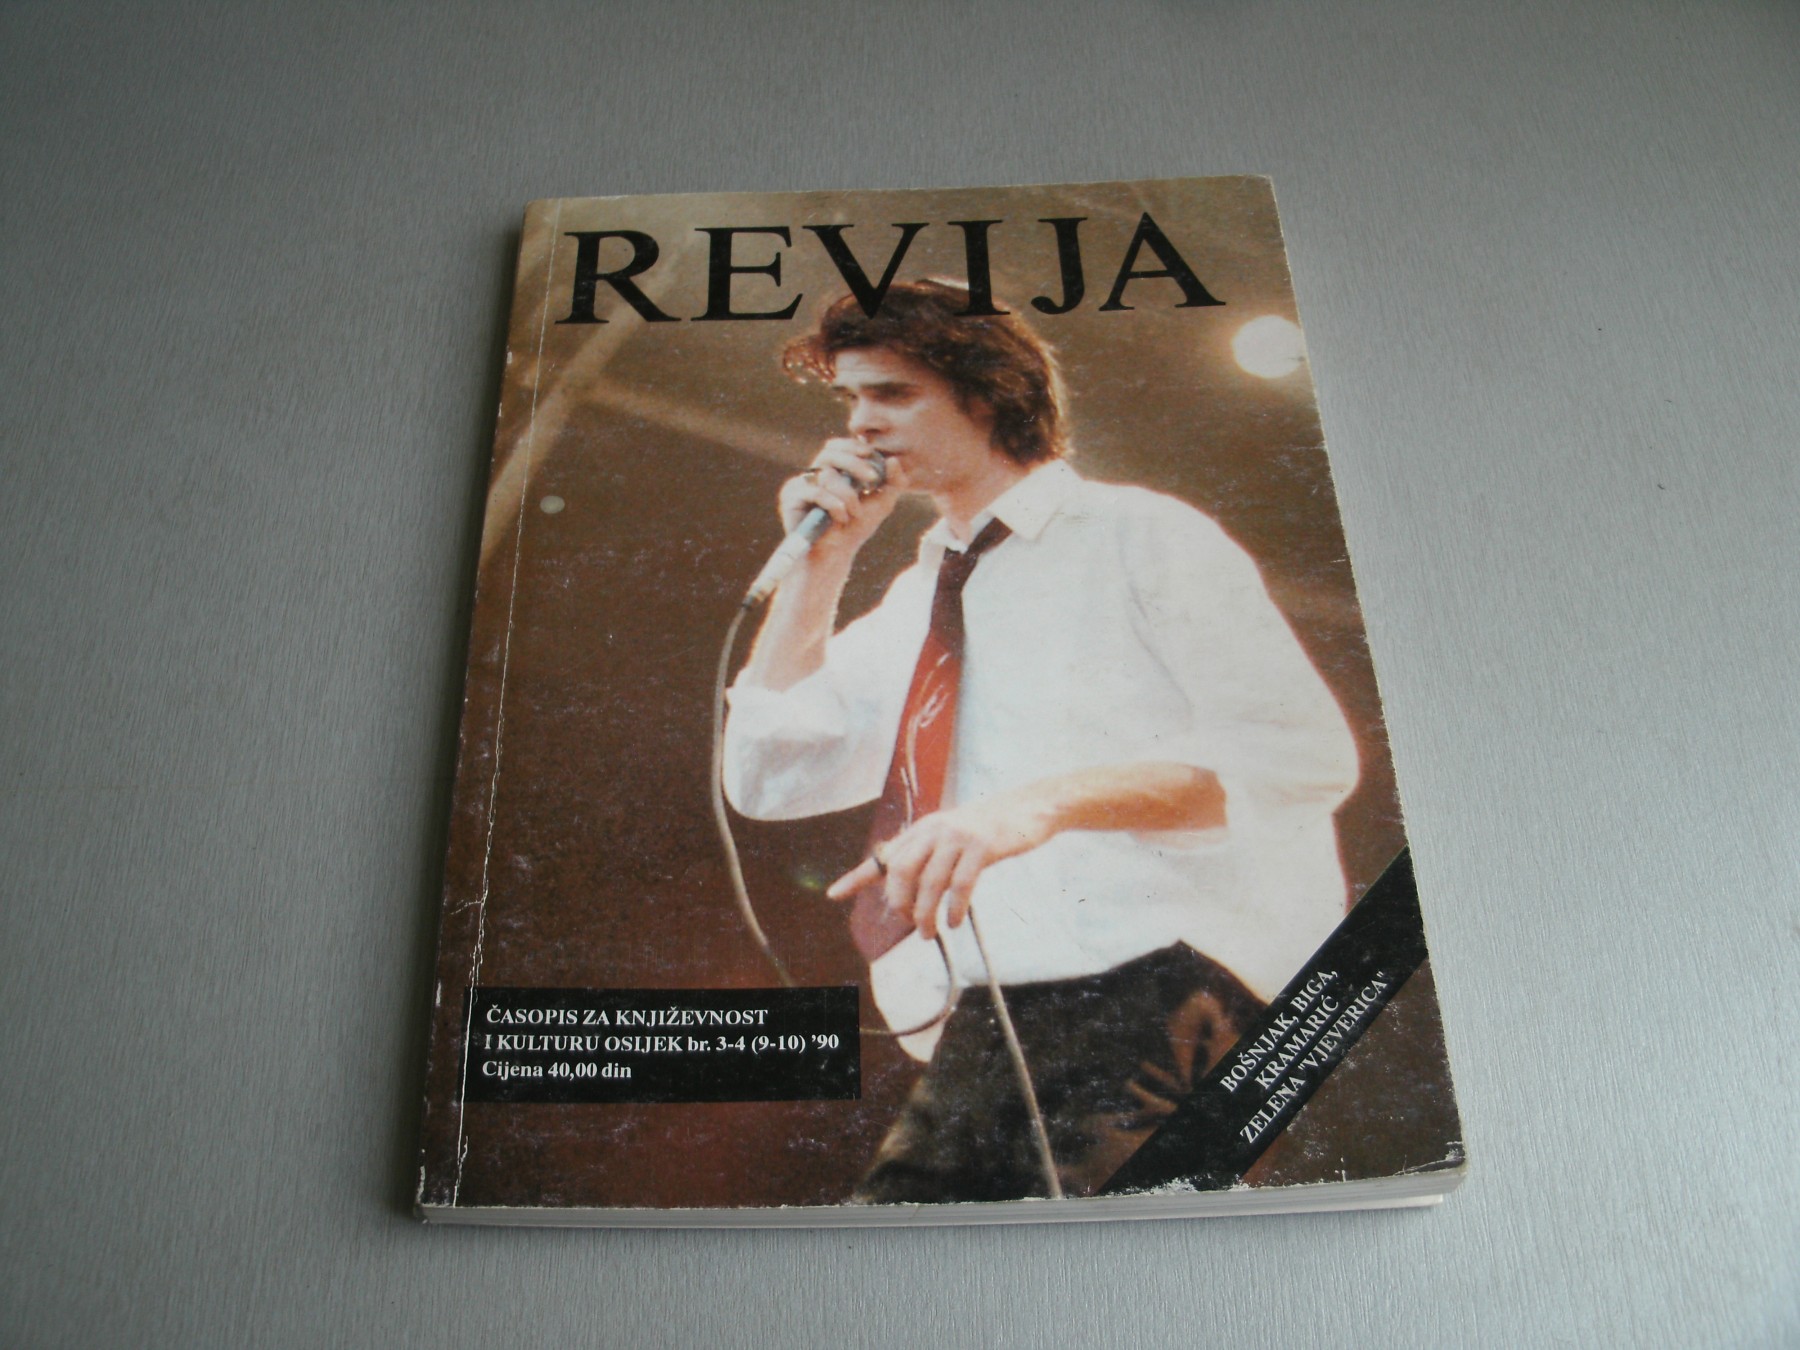 REVIJA
ČASOPIS ZA KNJIŽEVNOST
I KULTURU OSIJEK br. 3-4 (9-10) ’90
Cijena 40,00 din
BOŠNJAK, BIGA,
KRAMARIĆ
ZELENA "VJEVERICA"